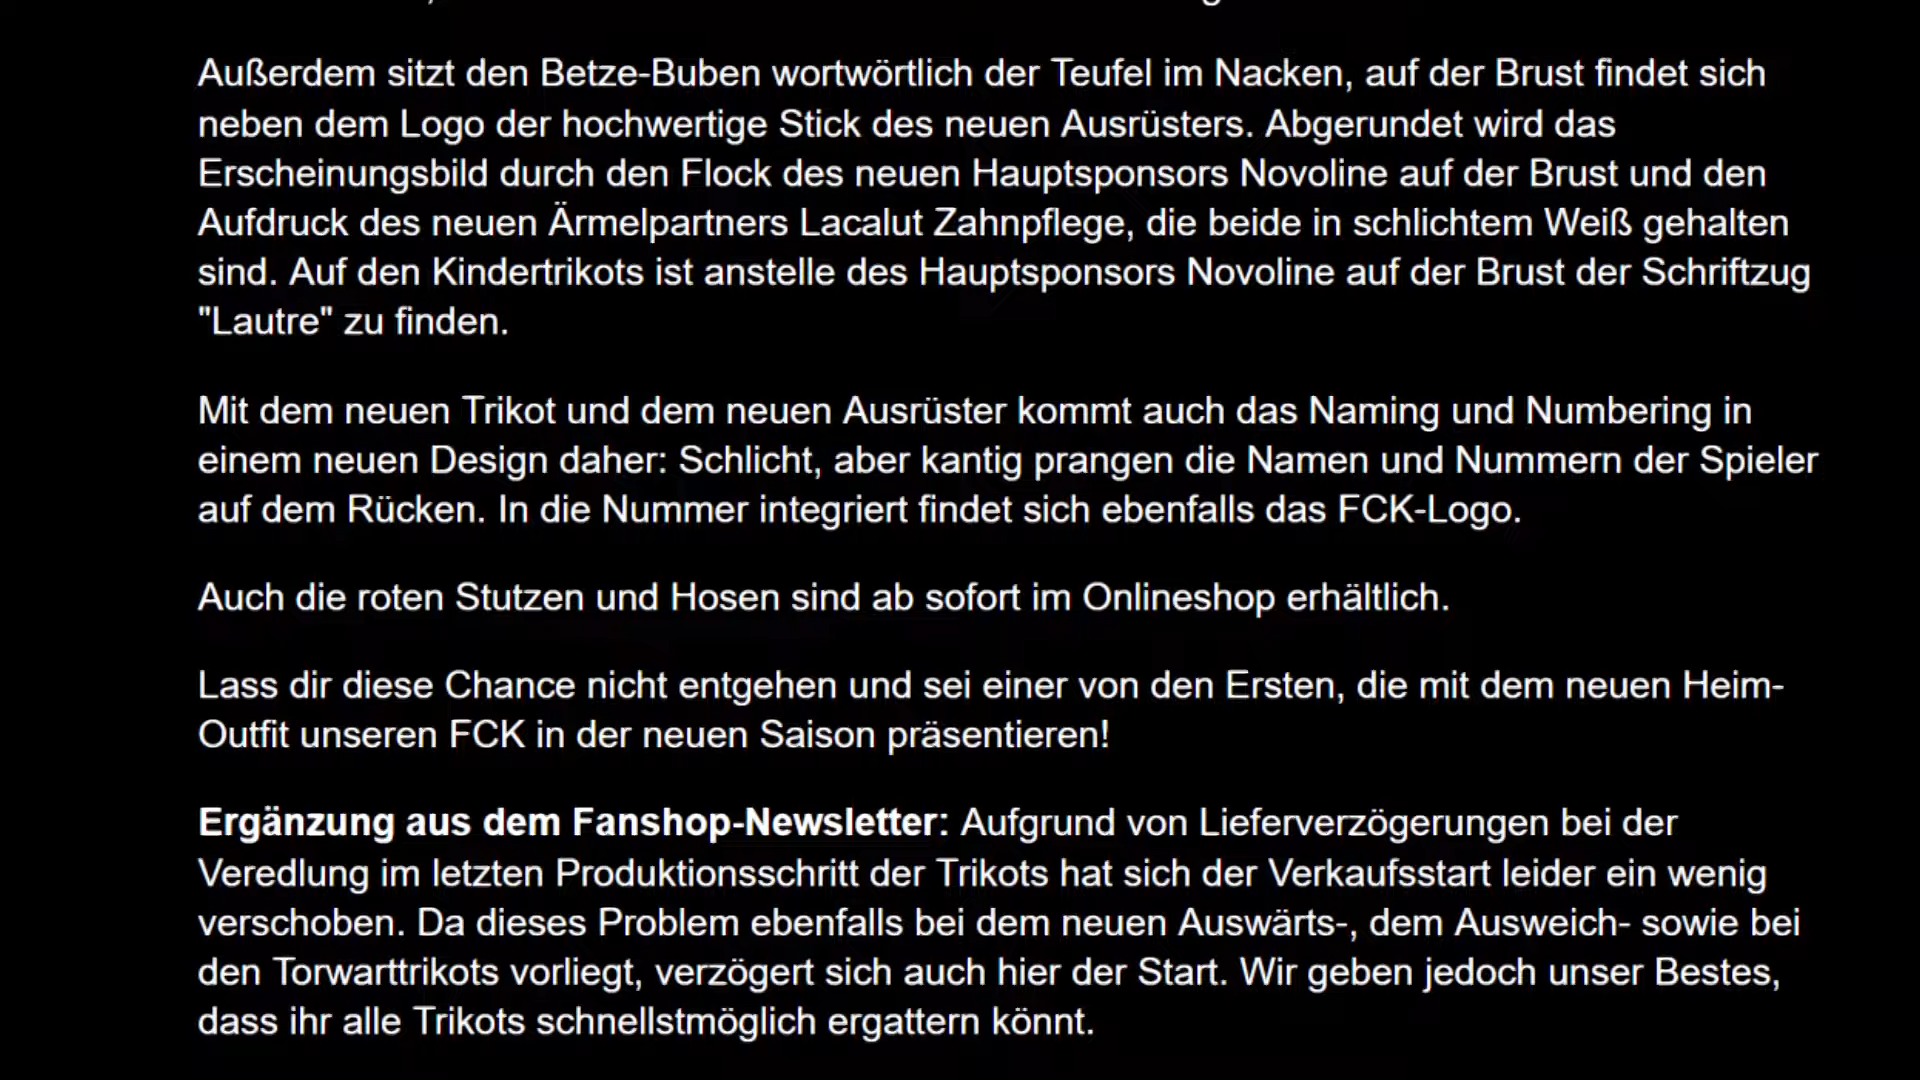 Außerdem sitzt den Betze-Buben wortwörtlich der Teufel im Nacken, auf der Brust findet sich
neben dem Logo der hochwertige Stick des neuen Ausrüsters. Abgerundet wird das
Erscheinungsbild durch den Flock des neuen Hauptsponsors Novoline auf der Brust und den
Aufdruck des neuen Ärmelpartners Lacalut Zahnpflege, die beide in schlichtem Weiß gehalten
sind. Auf den Kindertrikots ist anstelle des Hauptsponsors Novoline auf der Brust der Schriftzug
"Lautre" zu finden.
Mit dem neuen Trikot und dem neuen Ausrüster kommt auch das Naming und Numbering in
einem neuen Design daher: Schlicht, aber kantig prangen die Namen und Nummern der Spieler
auf dem Rücken. In die Nummer integriert findet sich ebenfalls das FCK-Logo.
Auch die roten Stutzen und Hosen sind ab sofort im Onlineshop erhältlich.
Lass dir diese Chance nicht entgehen und sei einer von den Ersten, die mit dem neuen Heim-
Outfit unseren FCK in der neuen Saison präsentieren!
Ergänzung aus dem Fanshop-Newsletter: Aufgrund von Lieferverzögerungen bei der
Veredlung im letzten Produktionsschritt der Trikots hat sich der Verkaufsstart leider ein wenig
verschoben. Da dieses Problem ebenfalls bei dem neuen Auswärts-, dem Ausweich- sowie bei
den Torwarttrikots vorliegt, verzögert sich auch hier der Start. Wir geben jedoch unser Bestes,
dass ihr alle Trikots schnellstmöglich ergattern könnt.